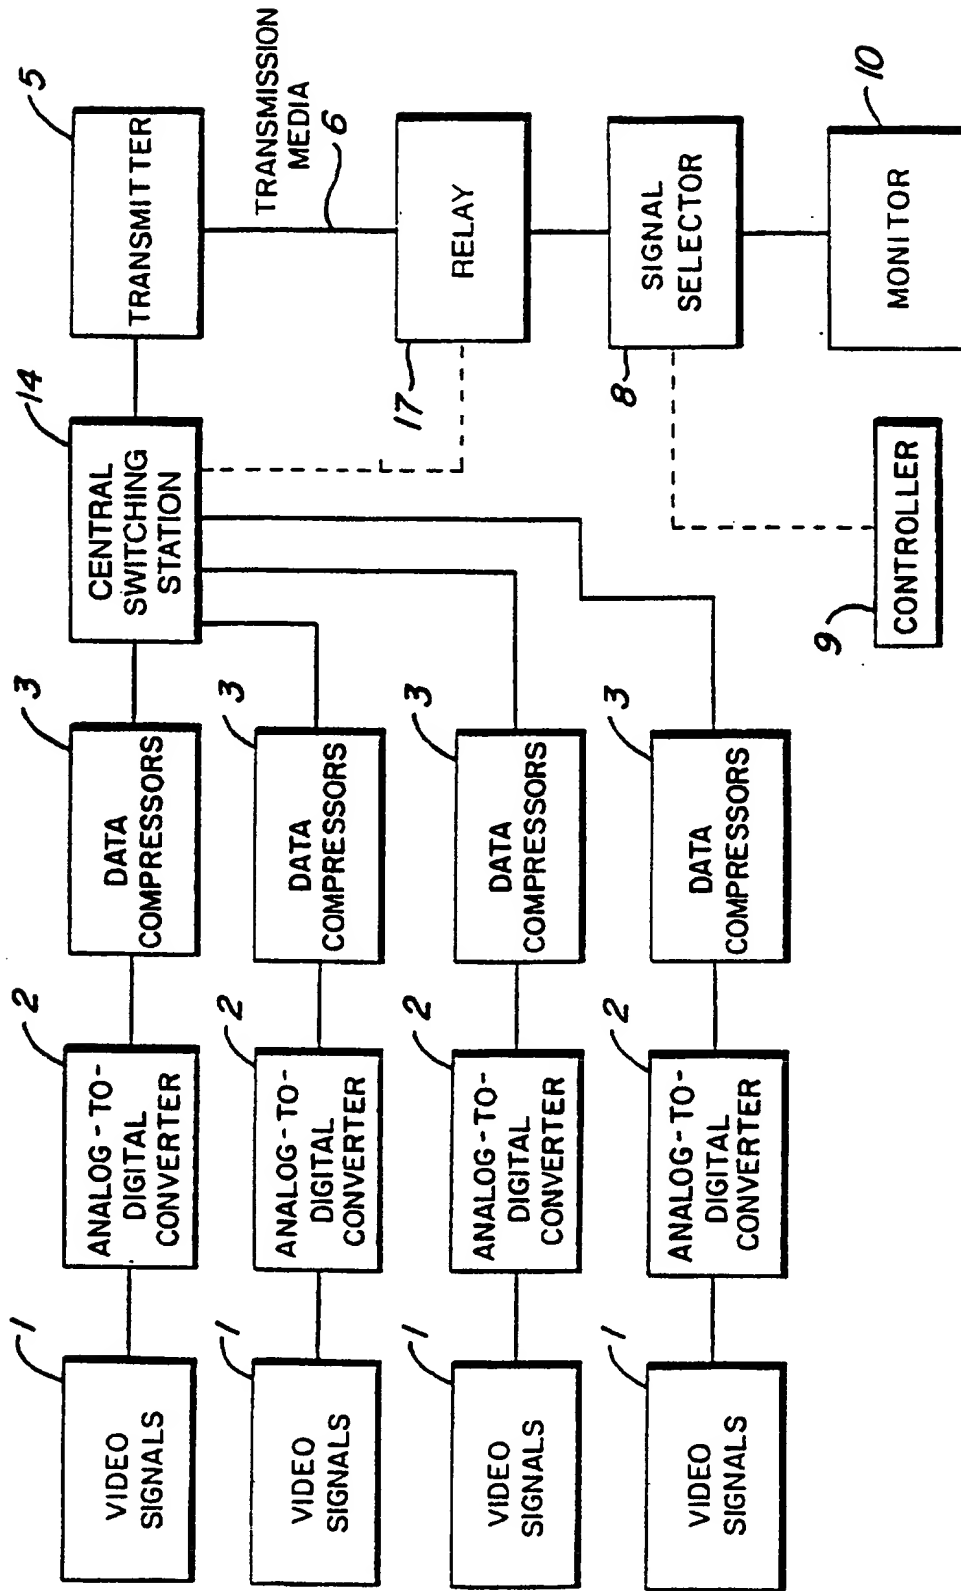 1
VIDEO
SIGNALS
2
ANALOG-TO-
DIGITAL
CONVERTER
3
DATA
COMPRESSORS
14
CENTRAL
SWITCHING
STATION
5
TRANSMITTER
1
VIDEO
SIGNALS
2
ANALOG-TO-
DIGITAL
CONVERTER
3
DATA
COMPRESSORS
TRANSMISSION
MEDIA
6
1
VIDEO
SIGNALS
2
ANALOG-TO-
DIGITAL
CONVERTER
3
DATA
COMPRESSORS
17
RELAY
1
VIDEO
SIGNALS
2
ANALOG-TO-
DIGITAL
CONVERTER
3
DATA
COMPRESSORS
8
SIGNAL
SELECTOR
9
CONTROLLER
10
MONITOR